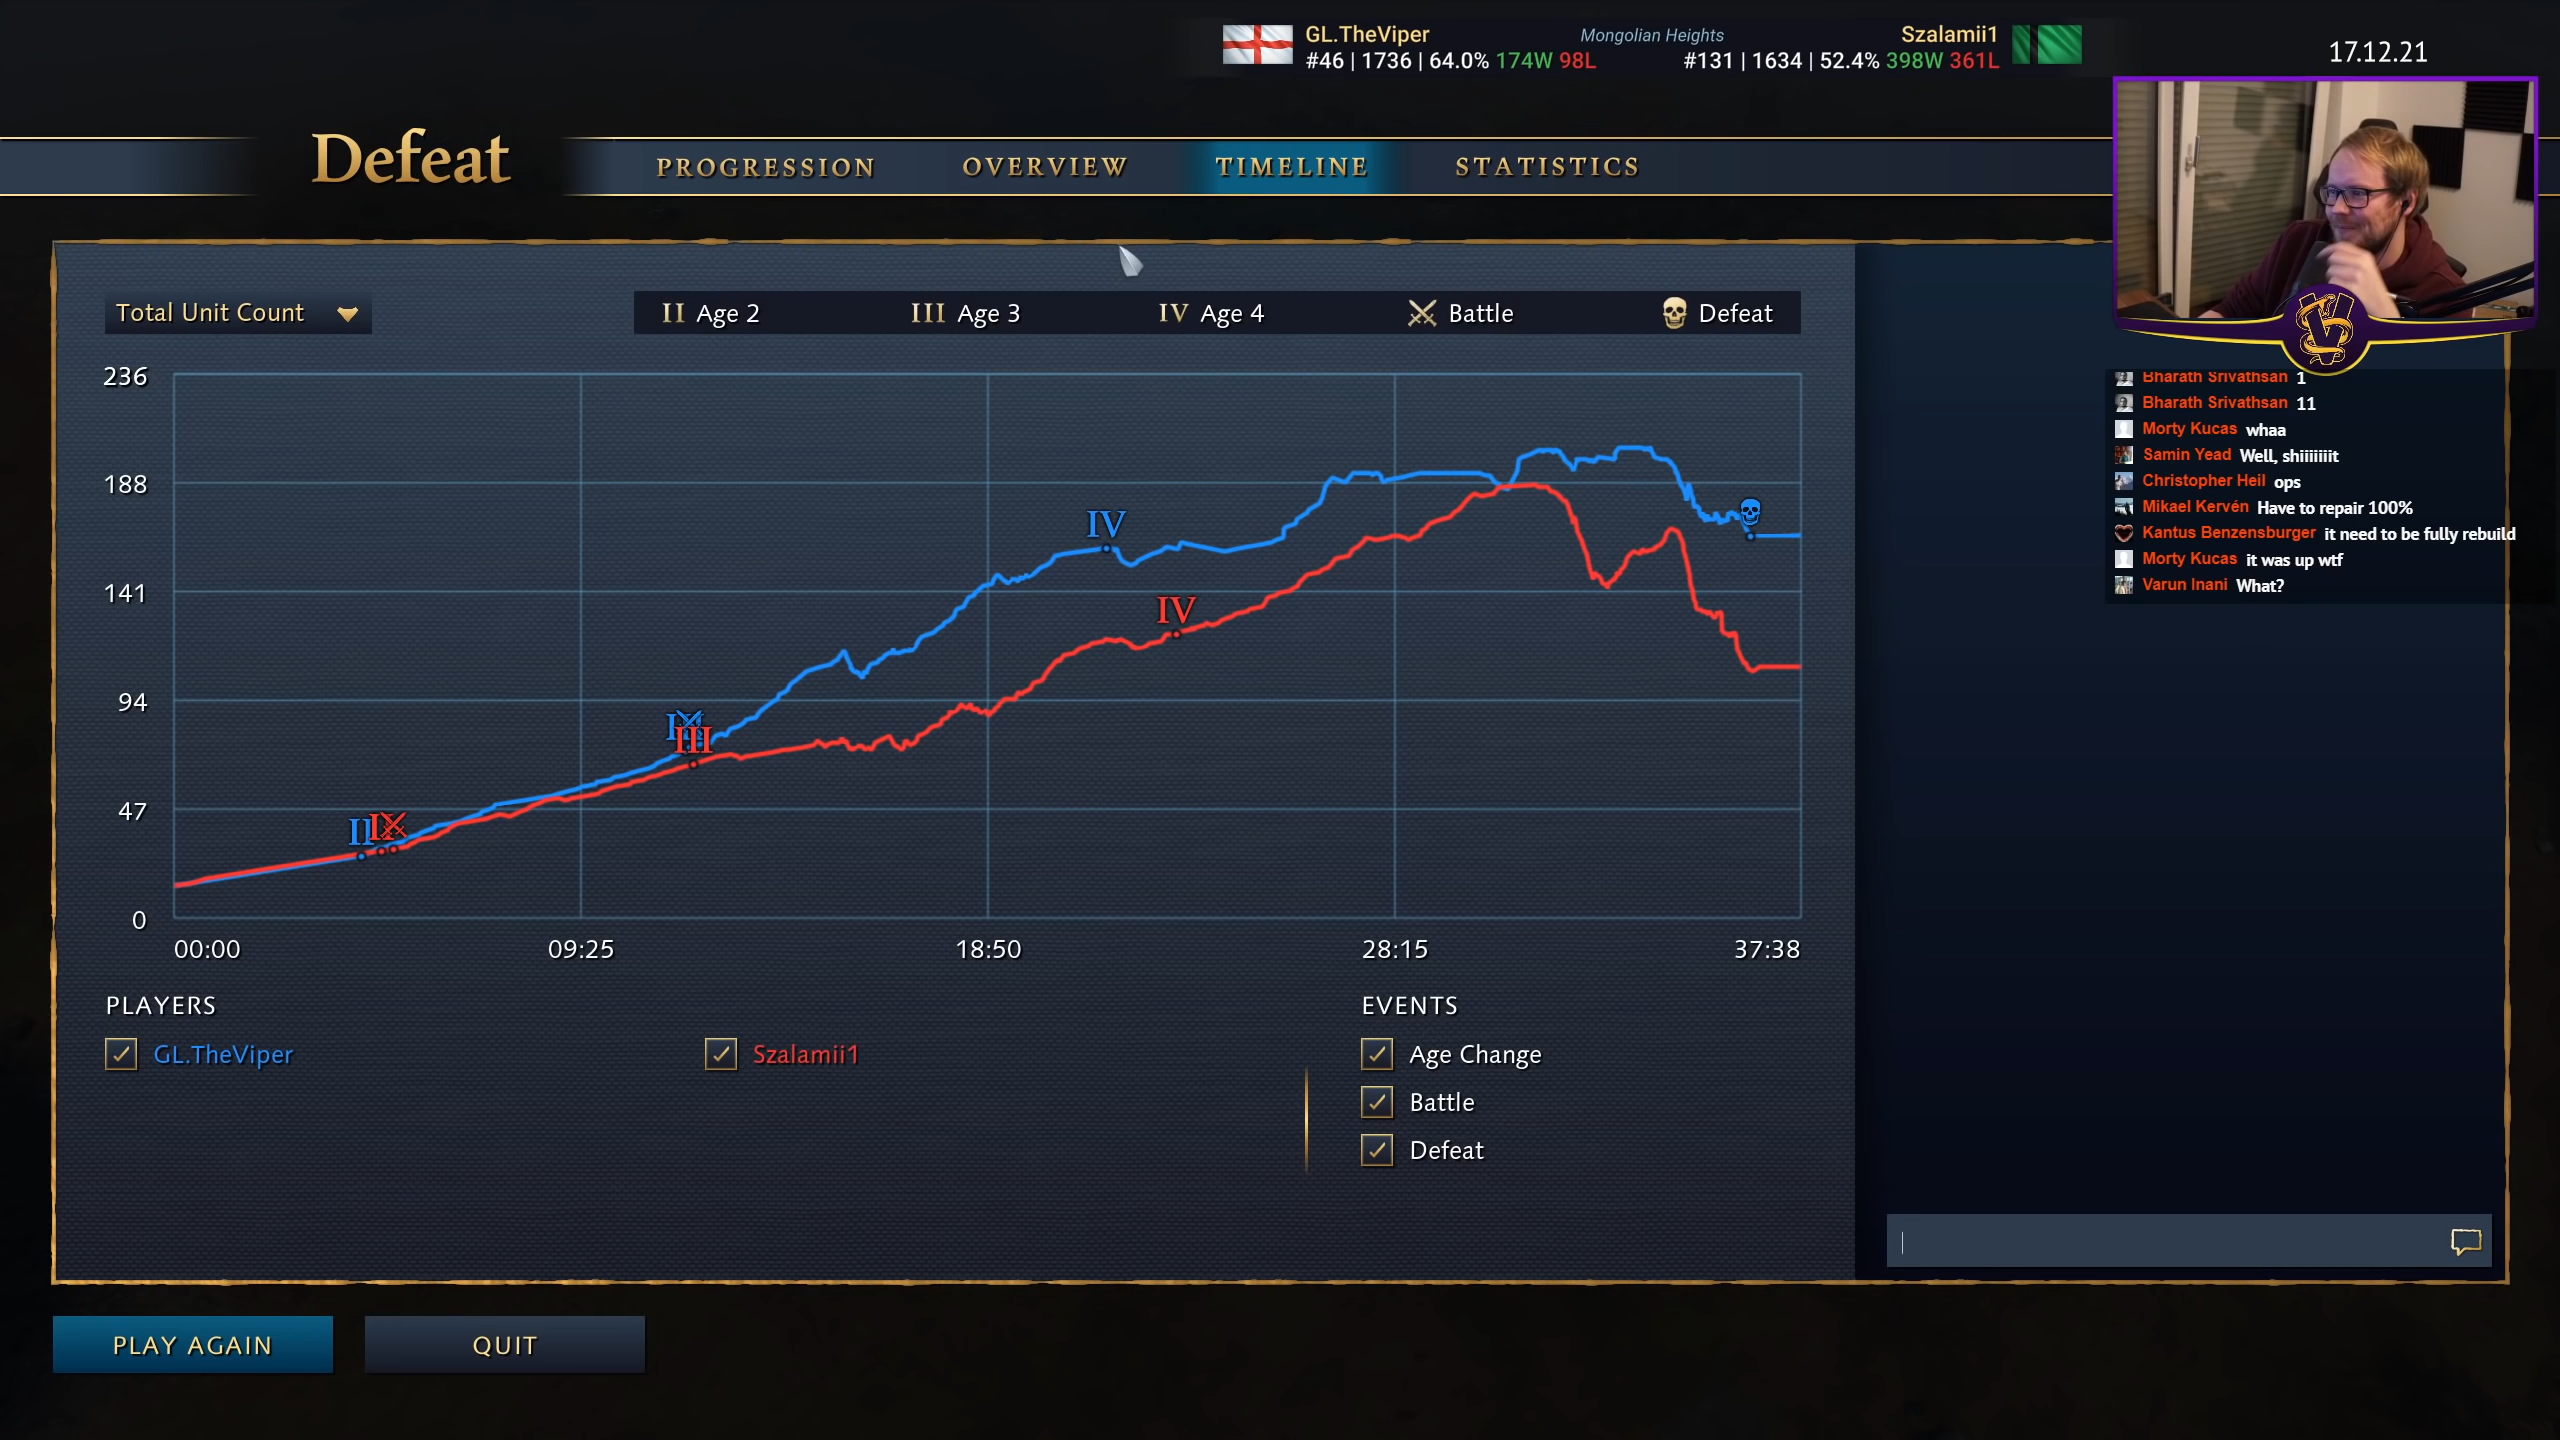 GL.TheViper Mongolian Heights Szalamii1
#46 | 1736 | 64.0% 174W 98L #131 | 1634 | 52.4% 398W 361L
17.12.21
Defeat PROGRESSION OVERVIEW TIMELINE STATISTICS
Total Unit Count
II Age 2 III Age 3 IV Age 4 Battle Defeat
236
188
141
94
47
0
IV
IV
III
II
00:00 09:25 18:50 28:15 37:38
PLAYERS
GL.TheViper Szalamii1
EVENTS
Age Change
Battle
Defeat
Bharath Srivathsan 1
Bharath Srivathsan 11
Morty Kucas whaa
Samin Yead Well, shiiiiiiit
Christopher Heil ops
Mikael Kervén Have to repair 100%
Kantus Benzensburger it need to be fully rebuild
Morty Kucas it was up wtf
Varun Inani What?
PLAY AGAIN QUIT